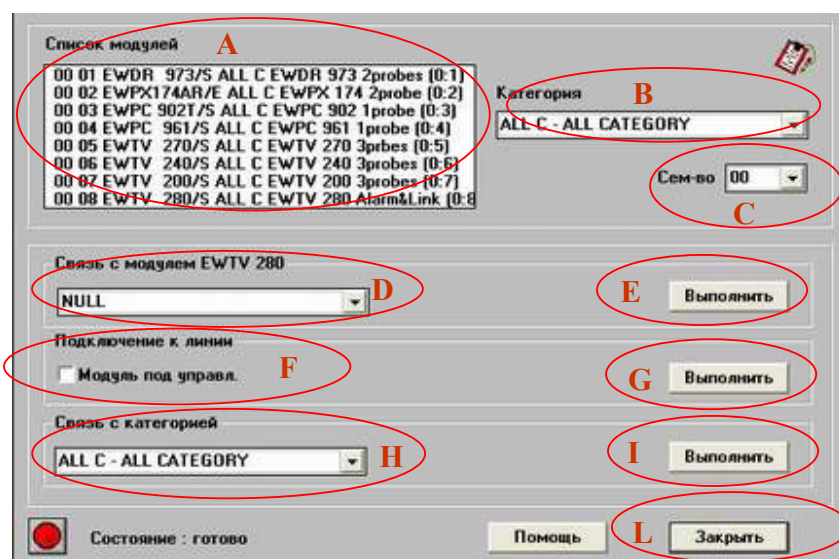 Список модулей
A
00 01 EWDR 973/S ALL C EWDR 973 2probes (0:1)
00 02 EWPX174AR/E ALL C EWPX 174 2probe (0:2)
00 03 EWPC 902T/S ALL C EWPC 902 1probe (0:3)
00 04 EWPC 961/S ALL C EWPC 961 1probe (0:4)
00 05 EWTV 270/S ALL C EWTV 270 3prbes (0:5)
00 06 EWTV 240/S ALL C EWTV 240 3probes (0:6)
00 07 EWTV 200/S ALL C EWTV 200 3probes (0:7)
00 08 EWTV 280/S ALL C EWTV 280 Alarm&Link (0:8
Категория
B
ALL C - ALL CATEGORY
Сем-во 00
C
Связь с модулем EWTV 280
NULL
D
E
Выполнить
Подключение к линии
Модуль под управл.
F
G
Выполнить
Связь с категорией
ALL C - ALL CATEGORY
H
I
Выполнить
Состояние : готово
Помощь
L
Закрыть